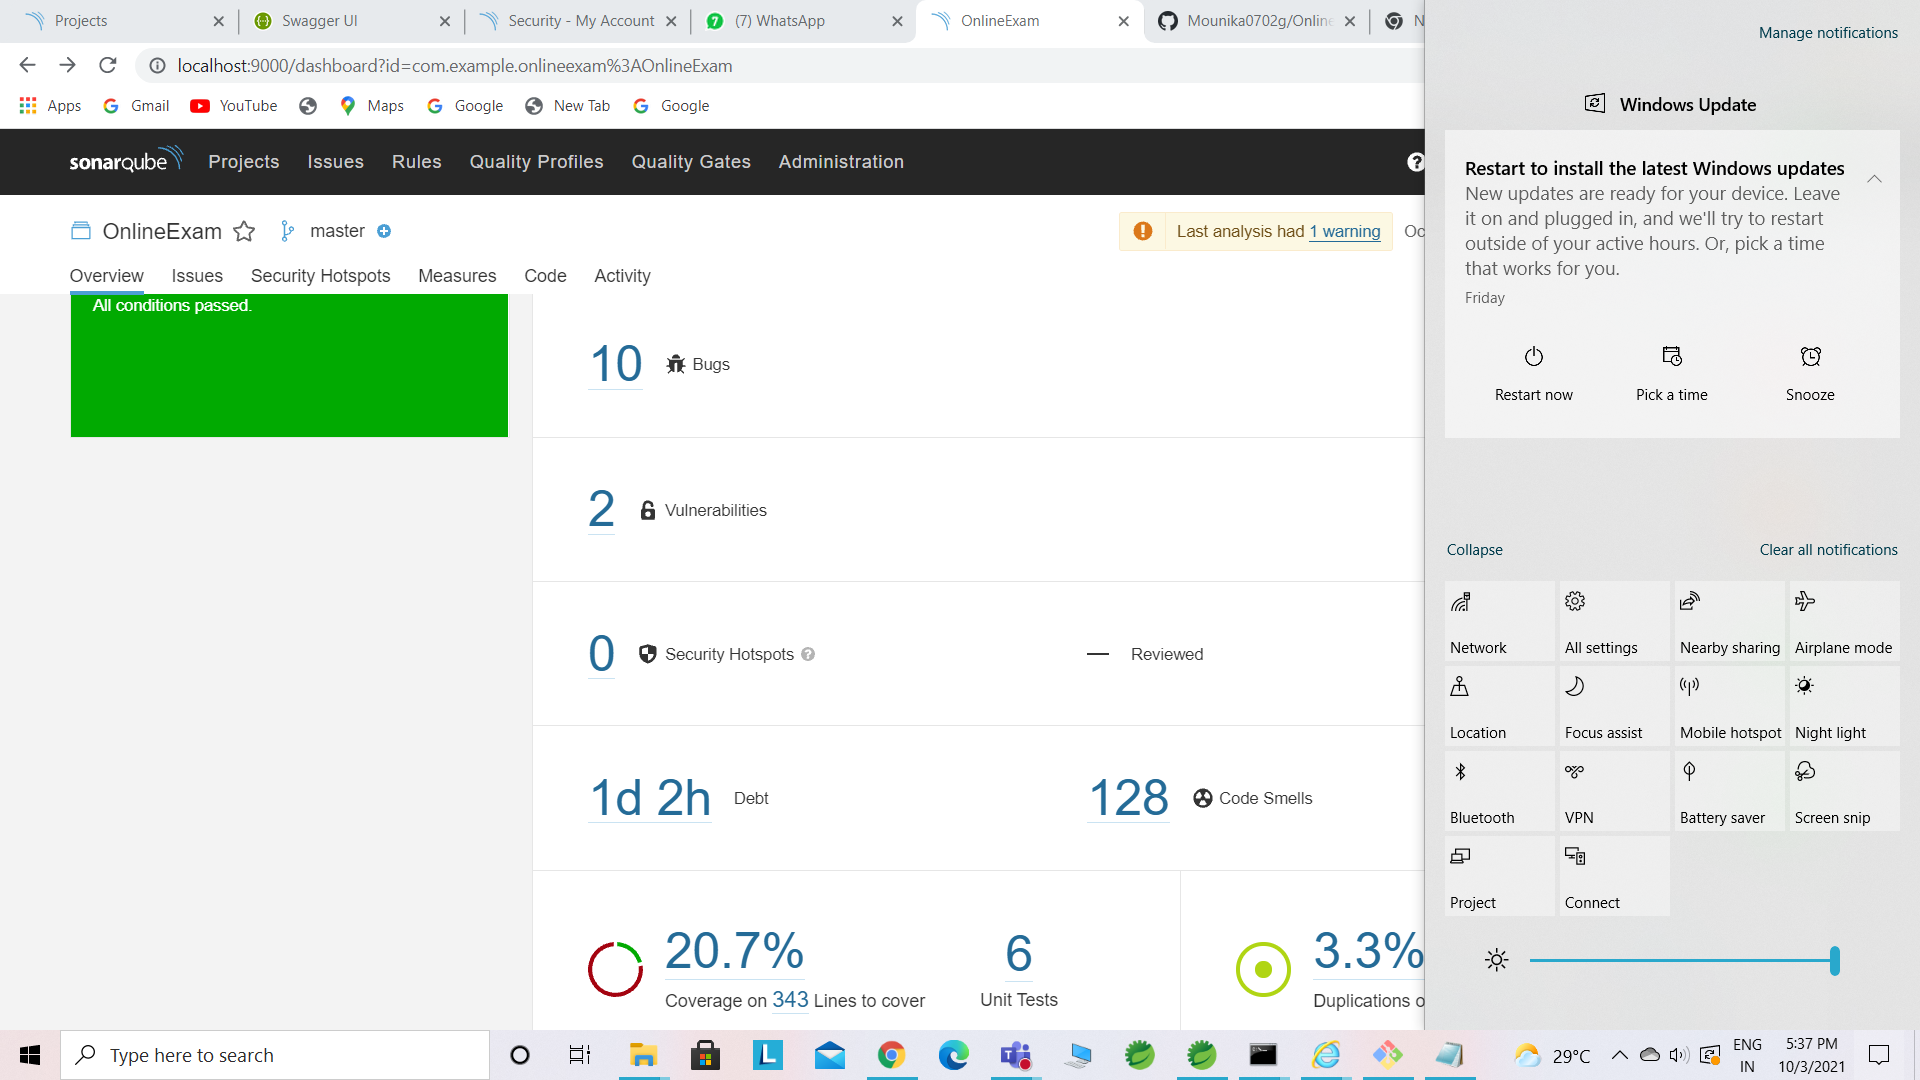 Projects
Swagger UI
Security - My Account
(7) WhatsApp
OnlineExam
Mounika0702g/Online
N
localhost:9000/dashboard?id=com.example.onlineexam%3AOnlineExam
Apps
Gmail
YouTube
Maps
Google
New Tab
Google
sonarqube
Projects
Issues
Rules
Quality Profiles
Quality Gates
Administration
OnlineExam
master
Last analysis had 1 warning
Oc
Overview
Issues
Security Hotspots
Measures
Code
Activity
All conditions passed.
10 Bugs
2 Vulnerabilities
0 Security Hotspots
Reviewed
1d 2h Debt
128 Code Smells
20.7%
Coverage on 343 Lines to cover
6
Unit Tests
3.3%
Duplications o
Manage notifications
Windows Update
Restart to install the latest Windows updates
New updates are ready for your device. Leave
it on and plugged in, and we'll try to restart
outside of your active hours. Or, pick a time
that works for you.
Friday
Restart now
Pick a time
Snooze
Collapse
Clear all notifications
Network
All settings
Nearby sharing
Airplane mode
Location
Focus assist
Mobile hotspot
Night light
Bluetooth
VPN
Battery saver
Screen snip
Project
Connect
Type here to search
29°C
ENG
IN
5:37 PM
10/3/2021